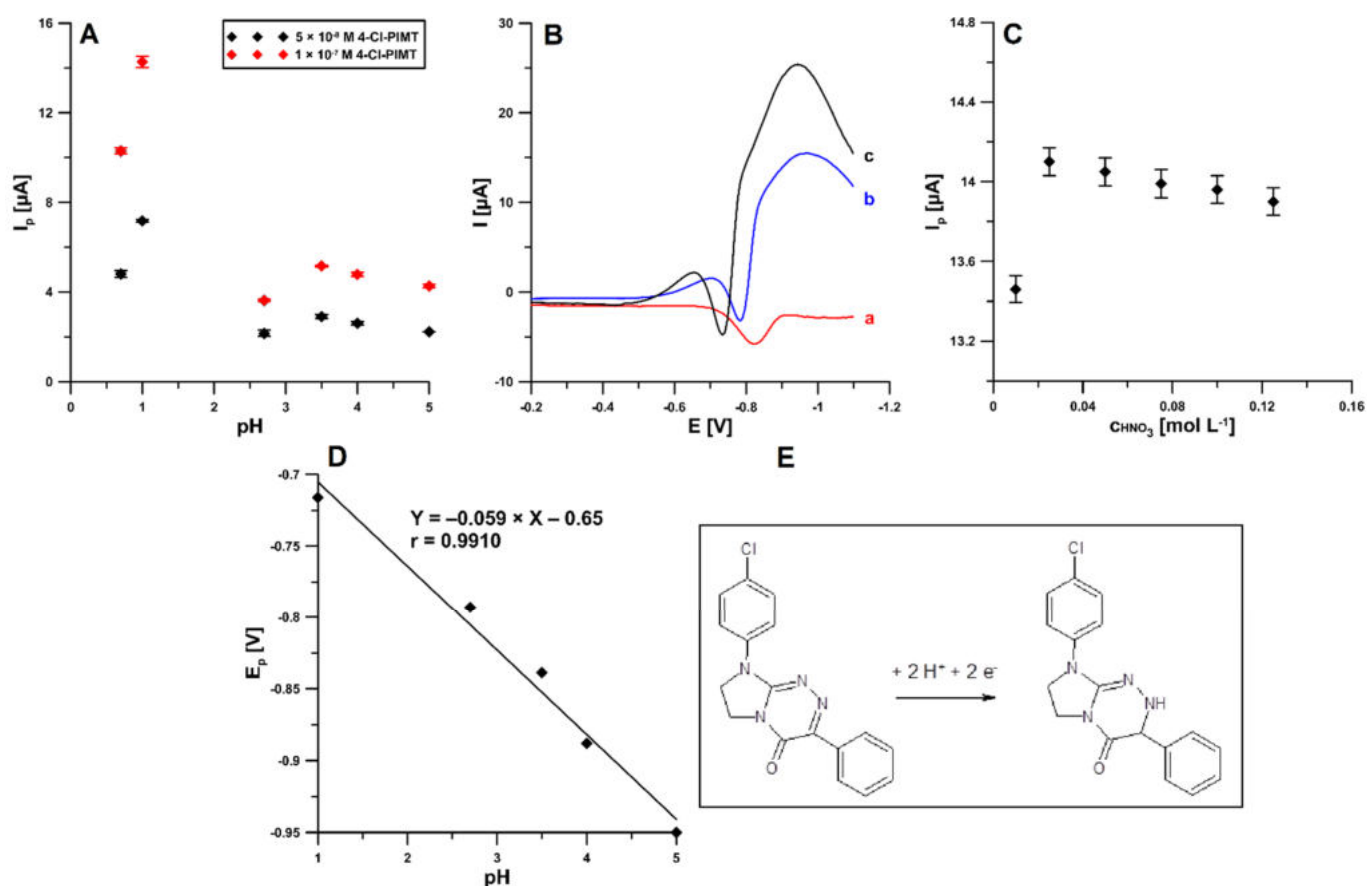 A
16
12
8
4
0
0 1 2 3 4 5
Iₚ [µA]
pH
5 × 10⁻⁸ M 4-Cl-PIMT
1 × 10⁻⁷ M 4-Cl-PIMT
B
30
20
10
0
-10
-0.2 -0.4 -0.6 -0.8 -1 -1.2
I [µA]
E [V]
c
b
a
C
14.8
14.4
14
13.6
13.2
0 0.04 0.08 0.12 0.16
Iₚ [µA]
cHNO₃ [mol L⁻¹]
D
-0.7
-0.75
-0.8
-0.85
-0.9
-0.95
1 2 3 4 5
Eₚ [V]
pH
Y = –0.059 × X – 0.65
r = 0.9910
E
Cl
N
N
N
N
O
+ 2 H⁺ + 2 e⁻
Cl
N
N
NH
N
O